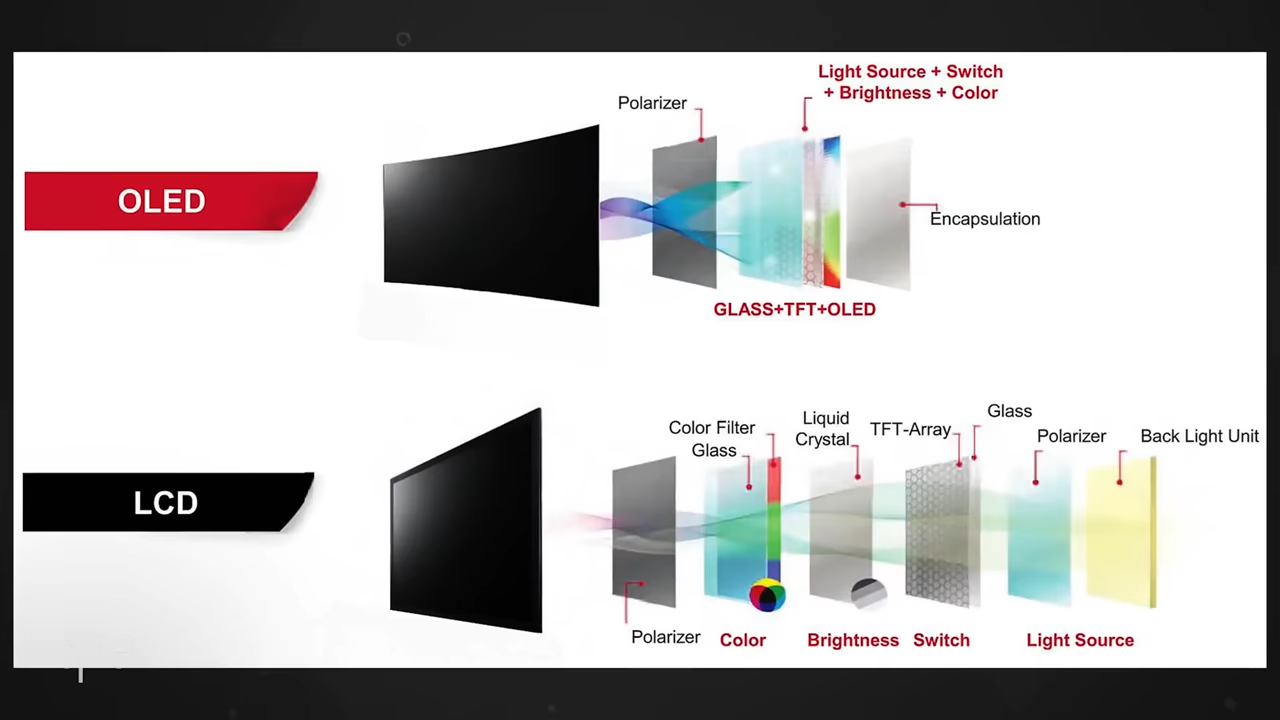 Light Source + Switch
+ Brightness + Color
Polarizer
OLED
Encapsulation
GLASS+TFT+OLED
Glass
Color Filter
Liquid
Crystal
TFT-Array
Polarizer
Back Light Unit
Glass
LCD
Polarizer
Color
Brightness
Switch
Light Source